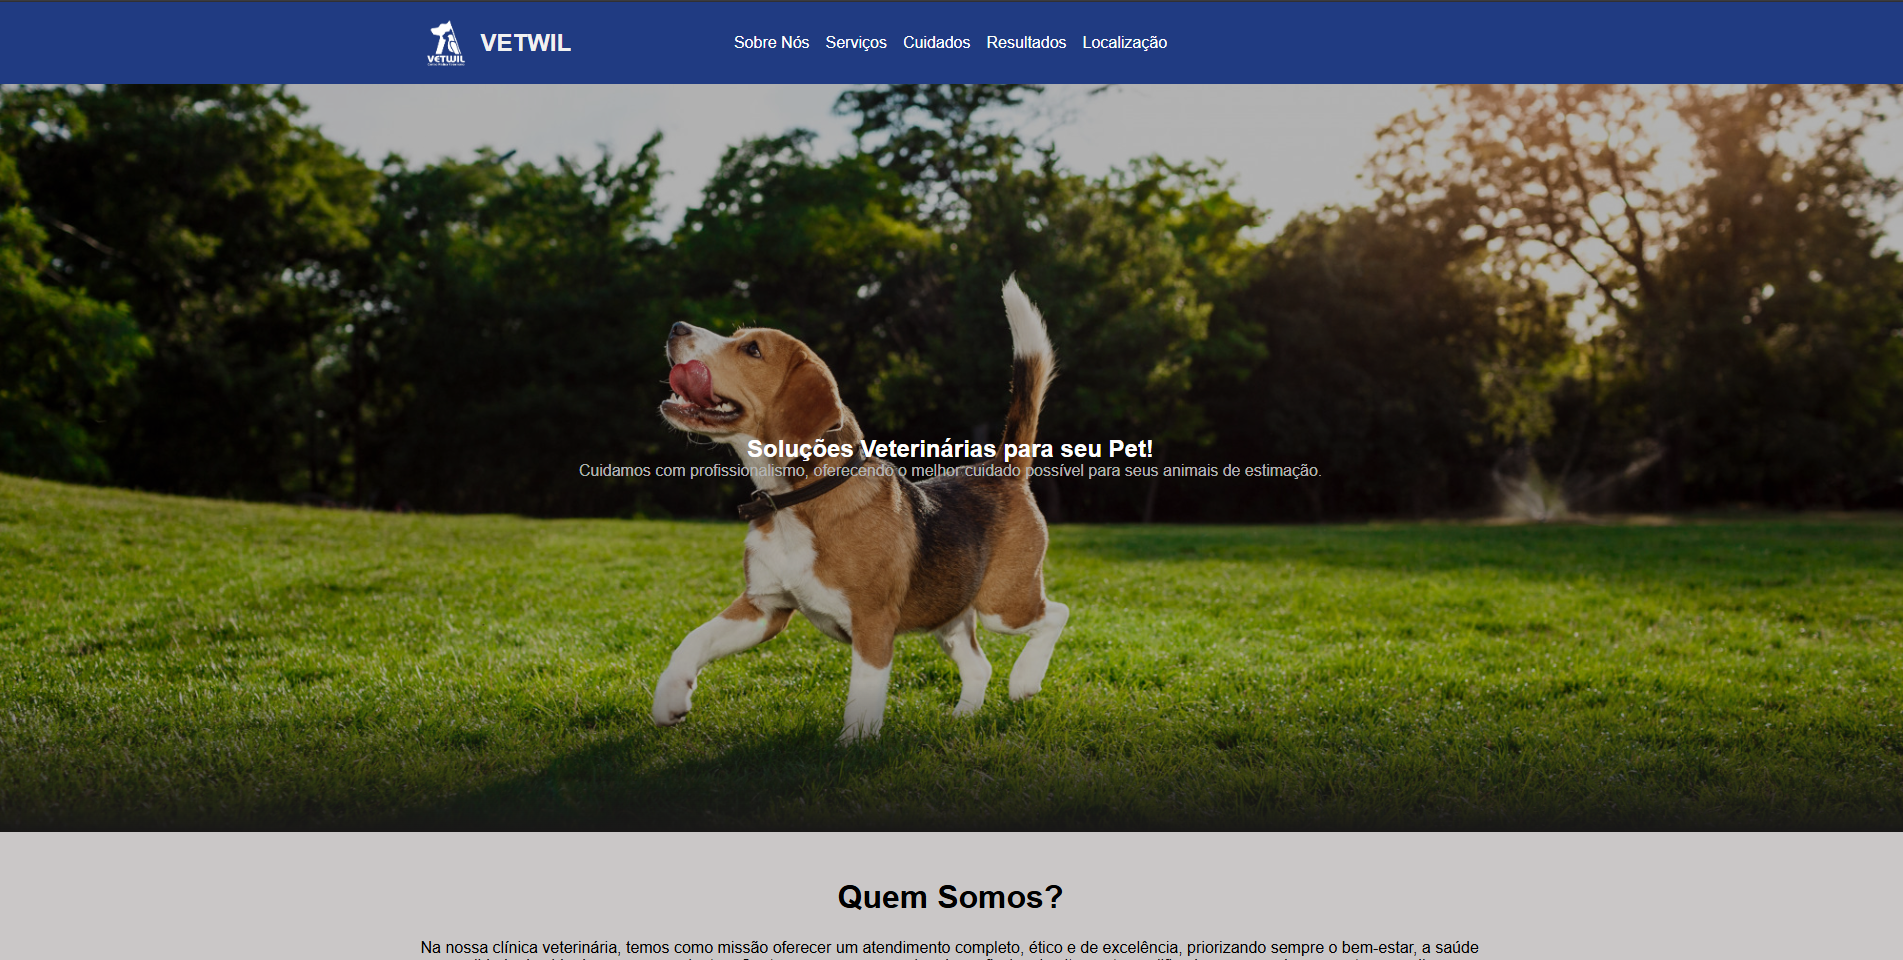 VETWIL
VETWIL
Sobre Nós Serviços Cuidados Resultados Localização
Soluções Veterinárias para seu Pet!
Cuidamos com profissionalismo, oferecendo o melhor cuidado possível para seus animais de estimação.
Quem Somos?
Na nossa clínica veterinária, temos como missão oferecer um atendimento completo, ético e de excelência, priorizando sempre o bem-estar, a saúde